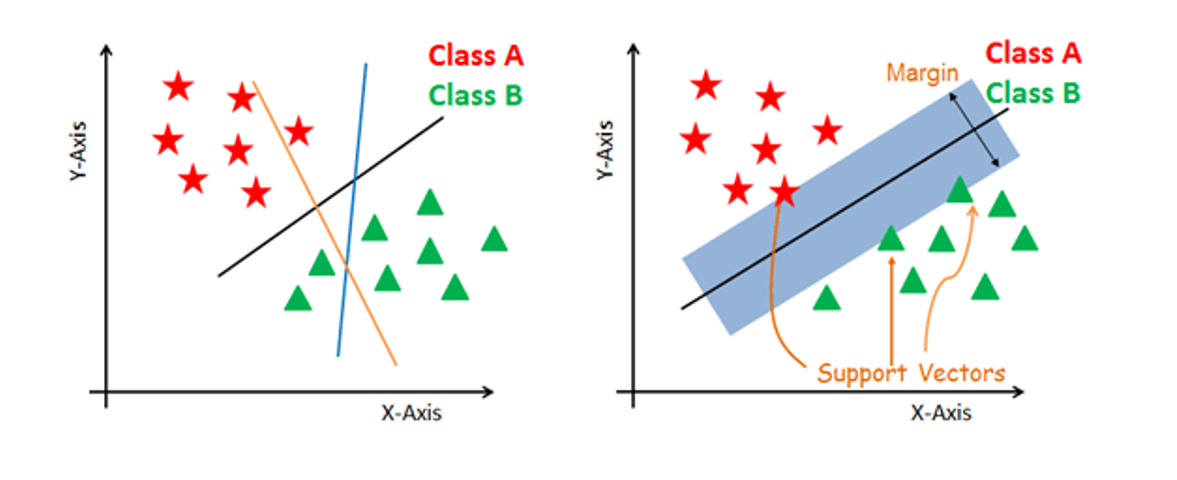 Class A
Class B
Y-Axis
X-Axis
Class A
Margin
Class B
Y-Axis
Support Vectors
X-Axis